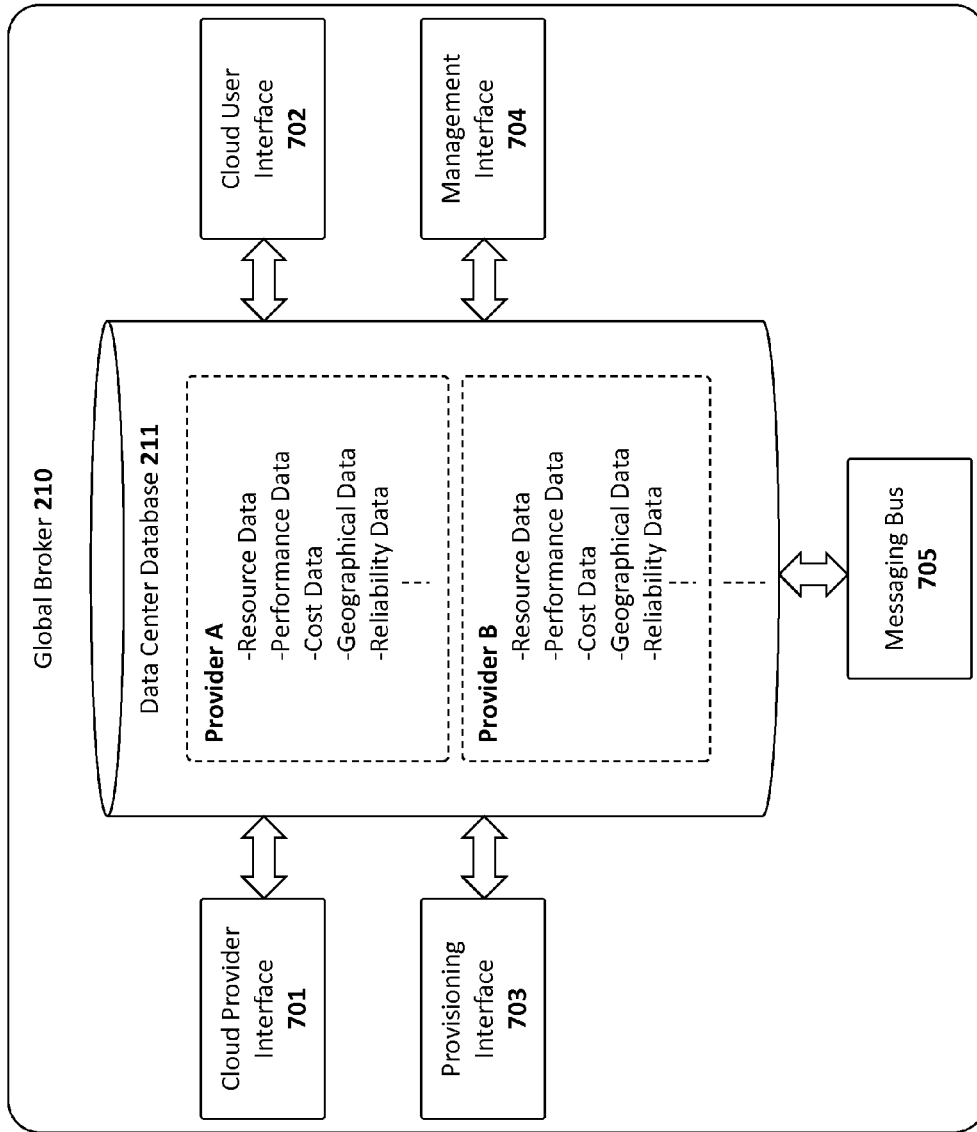 Global Broker 210
Data Center Database 211
Cloud Provider
Interface
701
Provider A
-Resource Data
-Performance Data
-Cost Data
-Geographical Data
-Reliability Data
Cloud User
Interface
702
Provisioning
Interface
703
Provider B
-Resource Data
-Performance Data
-Cost Data
-Geographical Data
-Reliability Data
Management
Interface
704
Messaging Bus
705